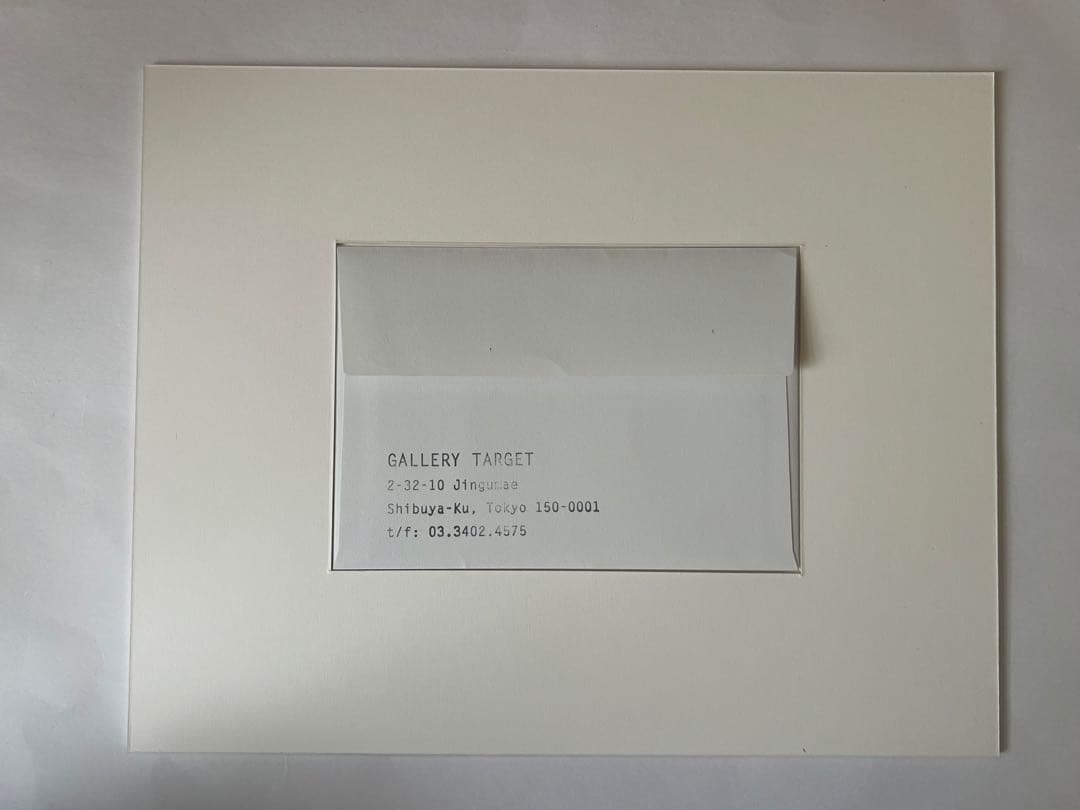 GALLERY TARGET
2-32-10 Jingumae
Shibuya-Ku, Tokyo 150-0001
t/f: 03.3402.4575